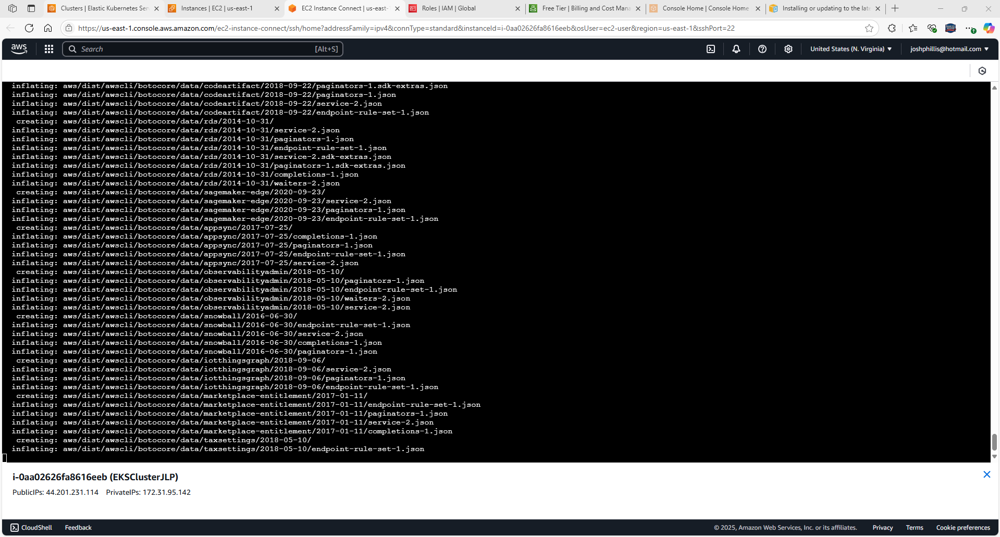 Clusters | Elastic Kubernetes Ser
Instances | EC2 | us-east-1
EC2 Instance Connect | us-east-
Roles | IAM | Global
Free Tier | Billing and Cost Mana
Console Home | Console Home
Installing or updating to the late
https://us-east-1.console.aws.amazon.com/ec2-instance-connect/ssh/home?addressFamily=ipv4&connType=standard&instanceId=i-0aa02626fa8616eeb&osUser=ec2-user&region=us-east-1&sshPort=22
aws
Search [Alt+S]
United States (N. Virginia)
joshphillis@hotmail.com
inflating: aws/dist/awscli/botocore/data/codeartifact/2018-09-22/paginators-1.sdk-extras.json
inflating: aws/dist/awscli/botocore/data/codeartifact/2018-09-22/paginators-1.json
inflating: aws/dist/awscli/botocore/data/codeartifact/2018-09-22/service-2.json
inflating: aws/dist/awscli/botocore/data/codeartifact/2018-09-22/endpoint-rule-set-1.json
creating: aws/dist/awscli/botocore/data/rds/2014-10-31/
inflating: aws/dist/awscli/botocore/data/rds/2014-10-31/service-2.json
inflating: aws/dist/awscli/botocore/data/rds/2014-10-31/paginators-1.json
inflating: aws/dist/awscli/botocore/data/rds/2014-10-31/endpoint-rule-set-1.json
inflating: aws/dist/awscli/botocore/data/rds/2014-10-31/service-2.sdk-extras.json
inflating: aws/dist/awscli/botocore/data/rds/2014-10-31/paginators-1.sdk-extras.json
inflating: aws/dist/awscli/botocore/data/rds/2014-10-31/completions-1.json
inflating: aws/dist/awscli/botocore/data/rds/2014-10-31/waiters-2.json
creating: aws/dist/awscli/botocore/data/sagemaker-edge/2020-09-23/
inflating: aws/dist/awscli/botocore/data/sagemaker-edge/2020-09-23/service-2.json
inflating: aws/dist/awscli/botocore/data/sagemaker-edge/2020-09-23/paginators-1.json
inflating: aws/dist/awscli/botocore/data/sagemaker-edge/2020-09-23/endpoint-rule-set-1.json
creating: aws/dist/awscli/botocore/data/appsync/2017-07-25/
inflating: aws/dist/awscli/botocore/data/appsync/2017-07-25/completions-1.json
inflating: aws/dist/awscli/botocore/data/appsync/2017-07-25/paginators-1.json
inflating: aws/dist/awscli/botocore/data/appsync/2017-07-25/endpoint-rule-set-1.json
inflating: aws/dist/awscli/botocore/data/appsync/2017-07-25/service-2.json
creating: aws/dist/awscli/botocore/data/observabilityadmin/2018-05-10/
inflating: aws/dist/awscli/botocore/data/observabilityadmin/2018-05-10/paginators-1.json
inflating: aws/dist/awscli/botocore/data/observabilityadmin/2018-05-10/endpoint-rule-set-1.json
inflating: aws/dist/awscli/botocore/data/observabilityadmin/2018-05-10/waiters-2.json
inflating: aws/dist/awscli/botocore/data/observabilityadmin/2018-05-10/service-2.json
creating: aws/dist/awscli/botocore/data/snowball/2016-06-30/
inflating: aws/dist/awscli/botocore/data/snowball/2016-06-30/endpoint-rule-set-1.json
inflating: aws/dist/awscli/botocore/data/snowball/2016-06-30/service-2.json
inflating: aws/dist/awscli/botocore/data/snowball/2016-06-30/completions-1.json
inflating: aws/dist/awscli/botocore/data/snowball/2016-06-30/paginators-1.json
creating: aws/dist/awscli/botocore/data/iotthingsgraph/2018-09-06/
inflating: aws/dist/awscli/botocore/data/iotthingsgraph/2018-09-06/service-2.json
inflating: aws/dist/awscli/botocore/data/iotthingsgraph/2018-09-06/paginators-1.json
inflating: aws/dist/awscli/botocore/data/iotthingsgraph/2018-09-06/endpoint-rule-set-1.json
creating: aws/dist/awscli/botocore/data/marketplace-entitlement/2017-01-11/
inflating: aws/dist/awscli/botocore/data/marketplace-entitlement/2017-01-11/endpoint-rule-set-1.json
inflating: aws/dist/awscli/botocore/data/marketplace-entitlement/2017-01-11/paginators-1.json
inflating: aws/dist/awscli/botocore/data/marketplace-entitlement/2017-01-11/service-2.json
inflating: aws/dist/awscli/botocore/data/marketplace-entitlement/2017-01-11/completions-1.json
creating: aws/dist/awscli/botocore/data/taxsettings/2018-05-10/
inflating: aws/dist/awscli/botocore/data/taxsettings/2018-05-10/endpoint-rule-set-1.json
i-0aa02626fa8616eeb (EKSClusterJLP)
PublicIPs: 44.201.231.114 PrivateIPs: 172.31.95.142
CloudShell Feedback
© 2025, Amazon Web Services, Inc. or its affiliates. Privacy Terms Cookie preferences